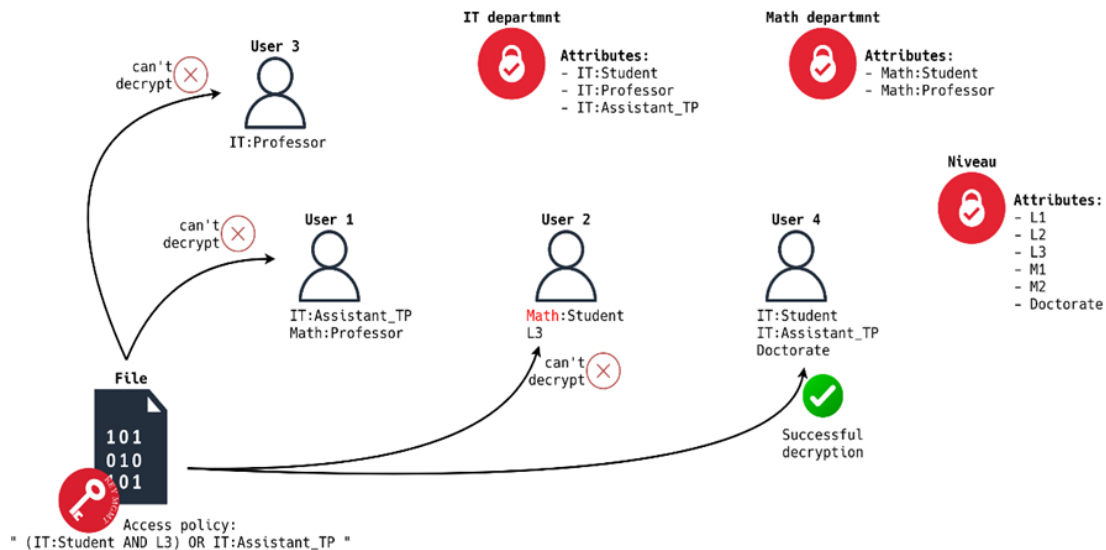 IT departmnt
Attributes:
- IT:Student
- IT:Professor
- IT:Assistant_TP
Math departmnt
Attributes:
- Math:Student
- Math:Professor
User 3
can't
decrypt
IT:Professor
Niveau
Attributes:
- L1
- L2
- L3
- M1
- M2
- Doctorate
can't
decrypt
User 1
IT:Assistant_TP
Math:Professor
User 2
Math:Student
L3
can't
decrypt
User 4
IT:Student
IT:Assistant_TP
Doctorate
Successful
decryption
File
101
010
101
KEY MGMT
Access policy:
" (IT:Student AND L3) OR IT:Assistant_TP "